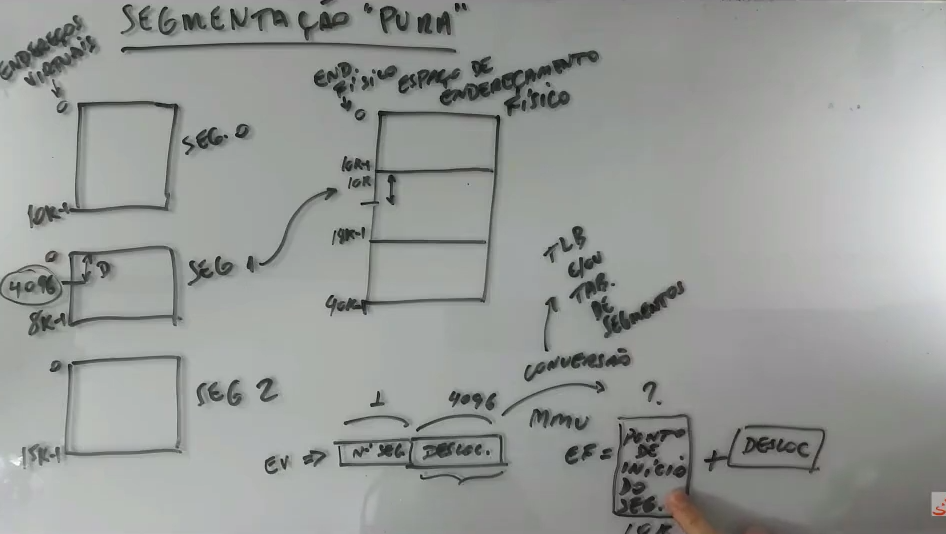 SEGMENTAÇÃO "PURA"
ENDEREÇOS
VIRTUAIS
0
10K-1
SEG. 0
0
4096
D
8K-1
SEG 1
0
15K-1
SEG 2
END.
FÍSICO
0
ESPAÇO DE
ENDEREÇAMENTO
FÍSICO
10K-1
10K
18K-1
40K-1
TLB
E/OU
TAB.
DE
SEGMENTOS
CONVERSÃO
MMU
1
4096
EV ⇒
Nº SEG
DESLOC.
?
EF =
PONTO
DE
INÍCIO
DO
SEG.
+
DESLOC